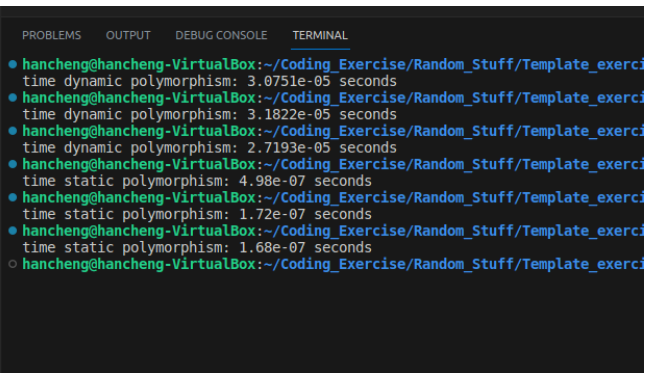 PROBLEMS OUTPUT DEBUG CONSOLE TERMINAL
hancheng@hancheng-VirtualBox:~/Coding_Exercise/Random_Stuff/Template_exerci
time dynamic polymorphism: 3.0751e-05 seconds
hancheng@hancheng-VirtualBox:~/Coding_Exercise/Random_Stuff/Template_exerci
time dynamic polymorphism: 3.1822e-05 seconds
hancheng@hancheng-VirtualBox:~/Coding_Exercise/Random_Stuff/Template_exerci
time dynamic polymorphism: 2.7193e-05 seconds
hancheng@hancheng-VirtualBox:~/Coding_Exercise/Random_Stuff/Template_exerci
time static polymorphism: 4.98e-07 seconds
hancheng@hancheng-VirtualBox:~/Coding_Exercise/Random_Stuff/Template_exerci
time static polymorphism: 1.72e-07 seconds
hancheng@hancheng-VirtualBox:~/Coding_Exercise/Random_Stuff/Template_exerci
time static polymorphism: 1.68e-07 seconds
hancheng@hancheng-VirtualBox:~/Coding_Exercise/Random_Stuff/Template_exerci